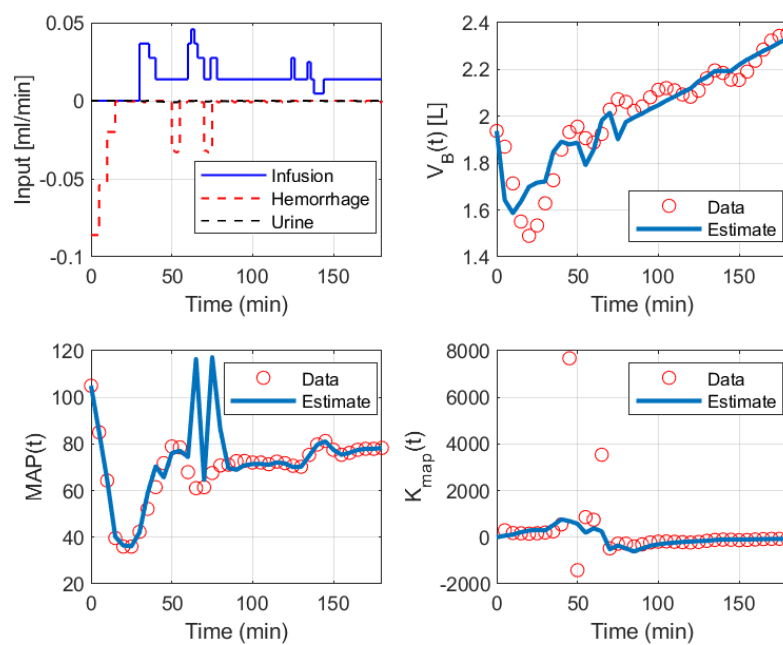 0.05
0
-0.05
-0.1
0
50
100
150
Input [ml/min]
Time (min)
Infusion
Hemorrhage
Urine
2.4
2.2
2
1.8
1.6
1.4
0
50
100
150
V_B(t) [L]
Time (min)
Data
Estimate
120
100
80
60
40
20
0
50
100
150
MAP(t)
Time (min)
Data
Estimate
8000
6000
4000
2000
0
-2000
0
50
100
150
K_map(t)
Time (min)
Data
Estimate